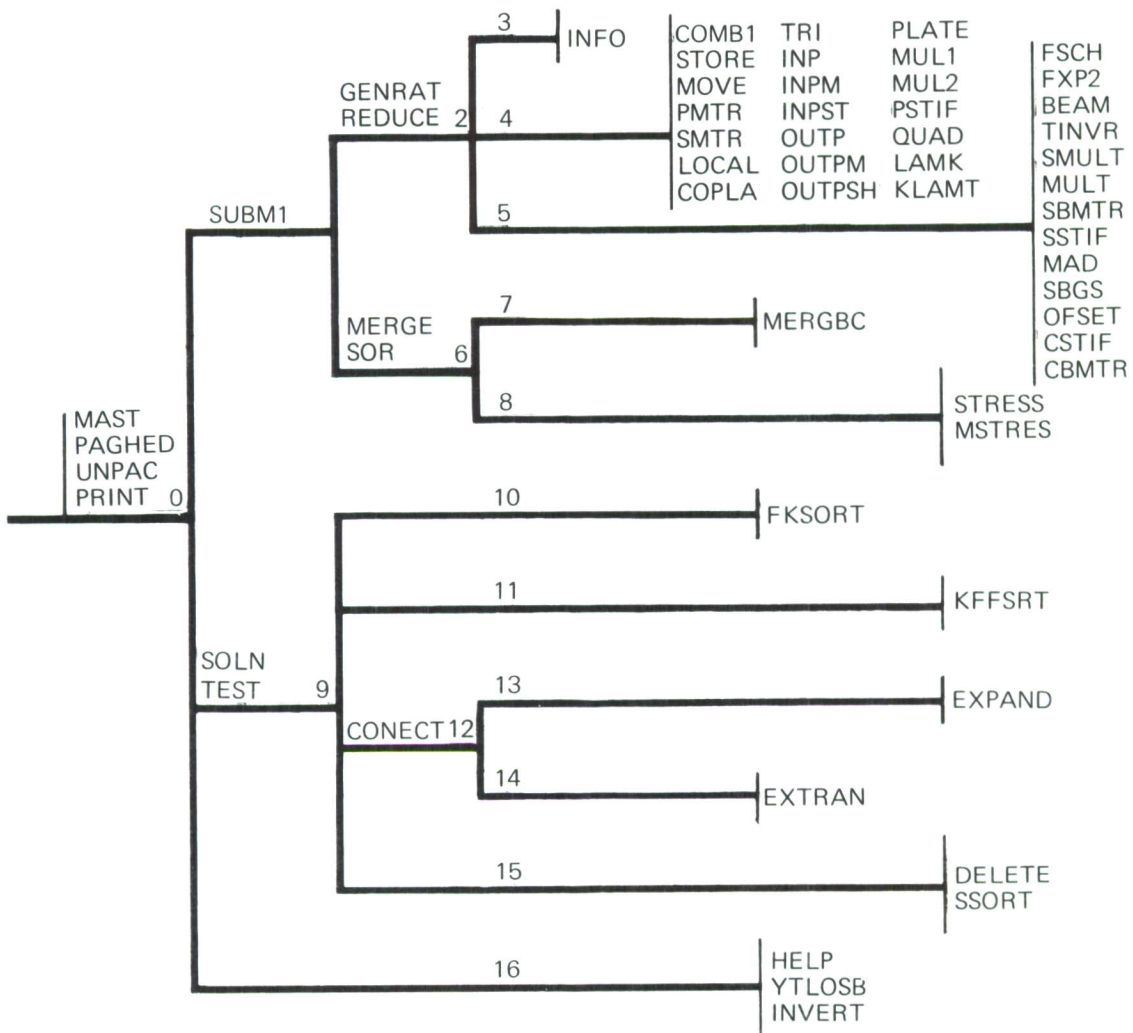 3
INFO
COMB1 TRI PLATE
STORE INP MUL1
MOVE INPM MUL2
PMTR INPST PSTIF
SMTR OUTP QUAD
LOCAL OUTPM LAMK
COPLA OUTPSH KLAMT
FSCH
FXP2
BEAM
TINVR
SMULT
MULT
SBMTR
SSTIF
MAD
SBGS
OFSET
CSTIF
CBMTR
GENRAT
REDUCE 2
4
5
SUBM1
7
MERGBC
MERGE
SOR 6
8
STRESS
MSTRES
MAST
PAGHED
UNPAC
PRINT 0
10
FKSORT
11
KFFSRT
SOLN
TEST 9
13
EXPAND
CONECT 12
14
EXTRAN
15
DELETE
SSORT
16
HELP
YTLOSB
INVERT